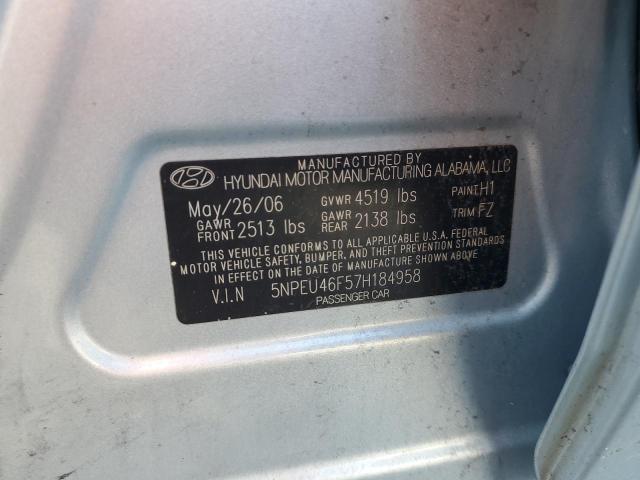 MANUFACTURED BY
HYUNDAI MOTOR MANUFACTURING ALABAMA, LLC
May/26/06 GVWR 4519 lbs PAINT H1
GAWR FRONT 2513 lbs GAWR REAR 2138 lbs TRIM FZ
THIS VEHICLE CONFORMS TO ALL APPLICABLE U.S.A. FEDERAL
MOTOR VEHICLE SAFETY, BUMPER, AND THEFT PREVENTION STANDARDS
IN EFFECT ON THE DATE OF MANUFACTURE SHOWN ABOVE.
V.I.N 5NPEU46F57H184958
PASSENGER CAR